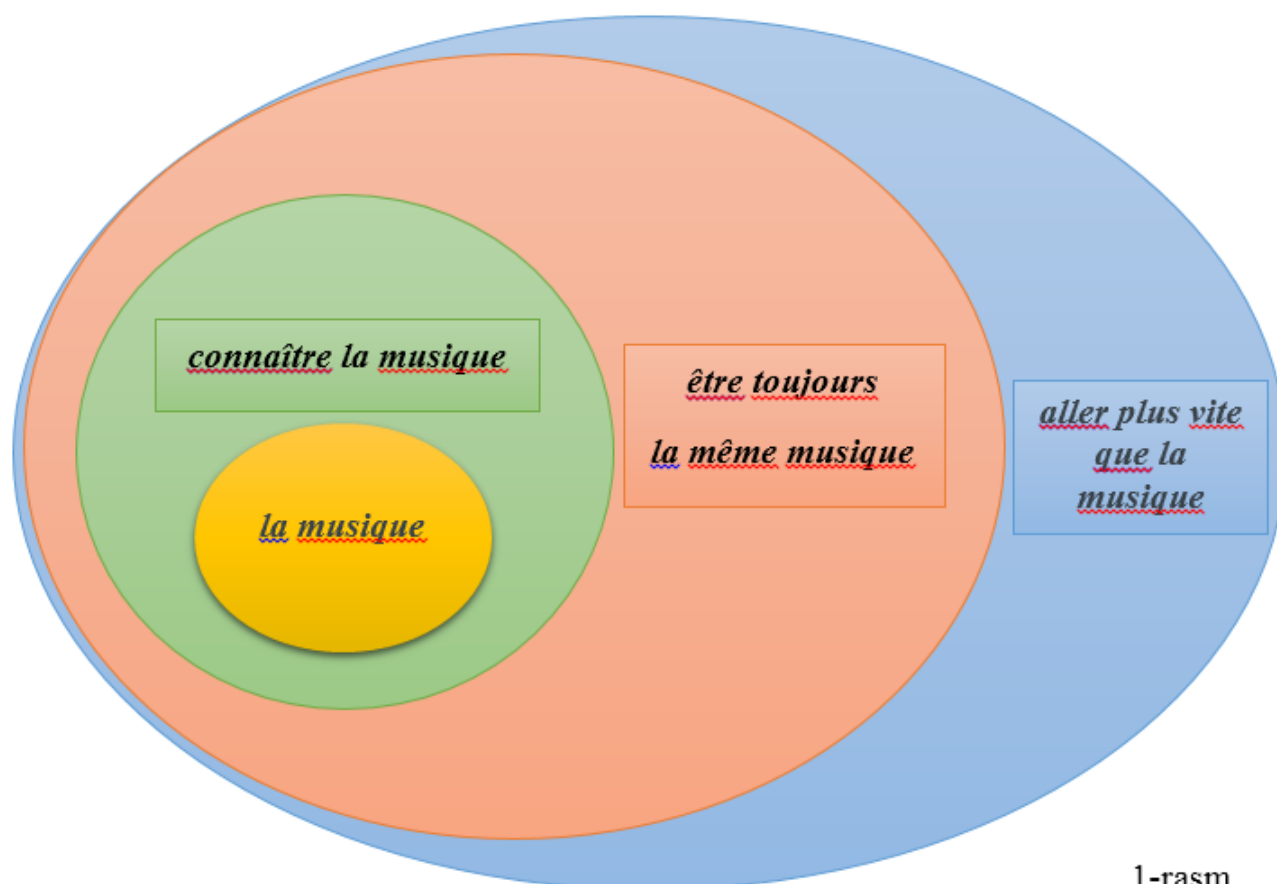 connaître la musique
la musique
être toujours
la même musique
aller plus vite
que la
musique
1-rasm